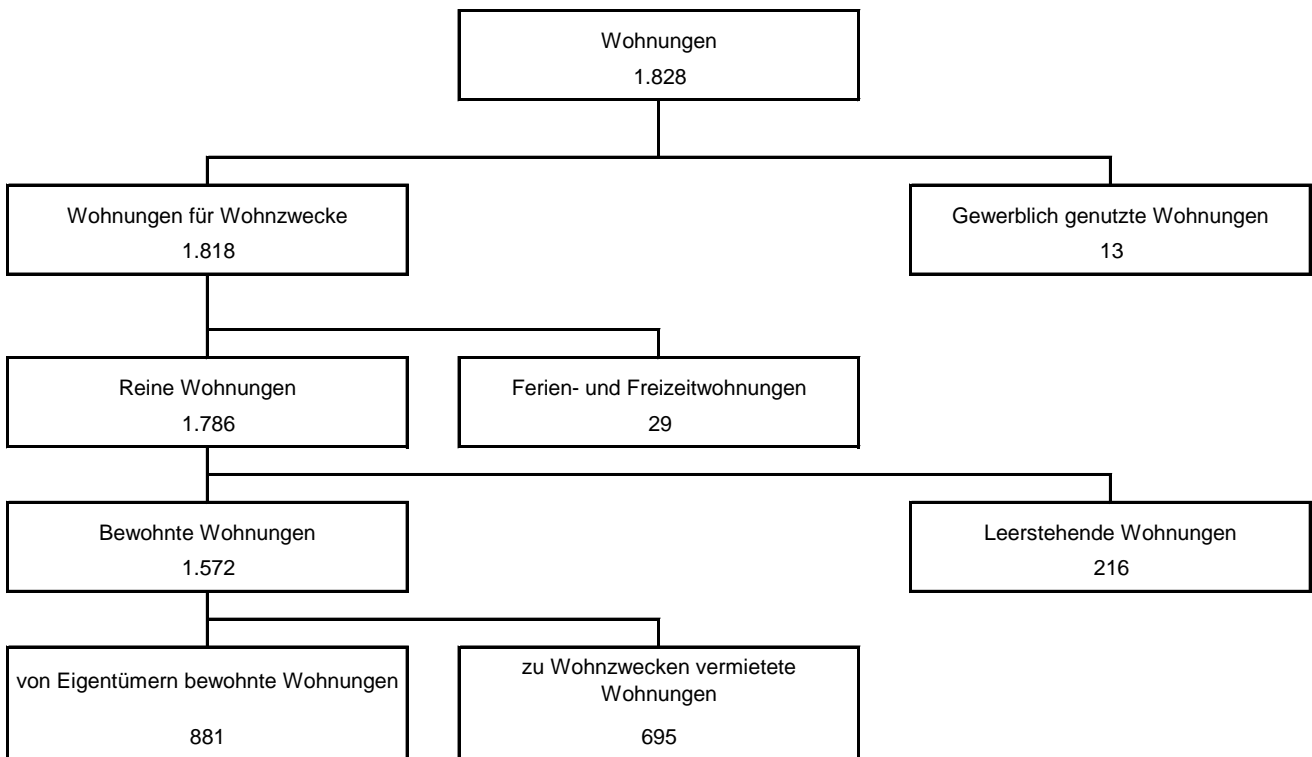 Wohnungen
1.828
Wohnungen für Wohnzwecke
1.818
Gewerblich genutzte Wohnungen
13
Reine Wohnungen
1.786
Ferien- und Freizeitwohnungen
29
Bewohnte Wohnungen
1.572
Leerstehende Wohnungen
216
von Eigentümern bewohnte Wohnungen
881
zu Wohnzwecken vermietete
Wohnungen
695